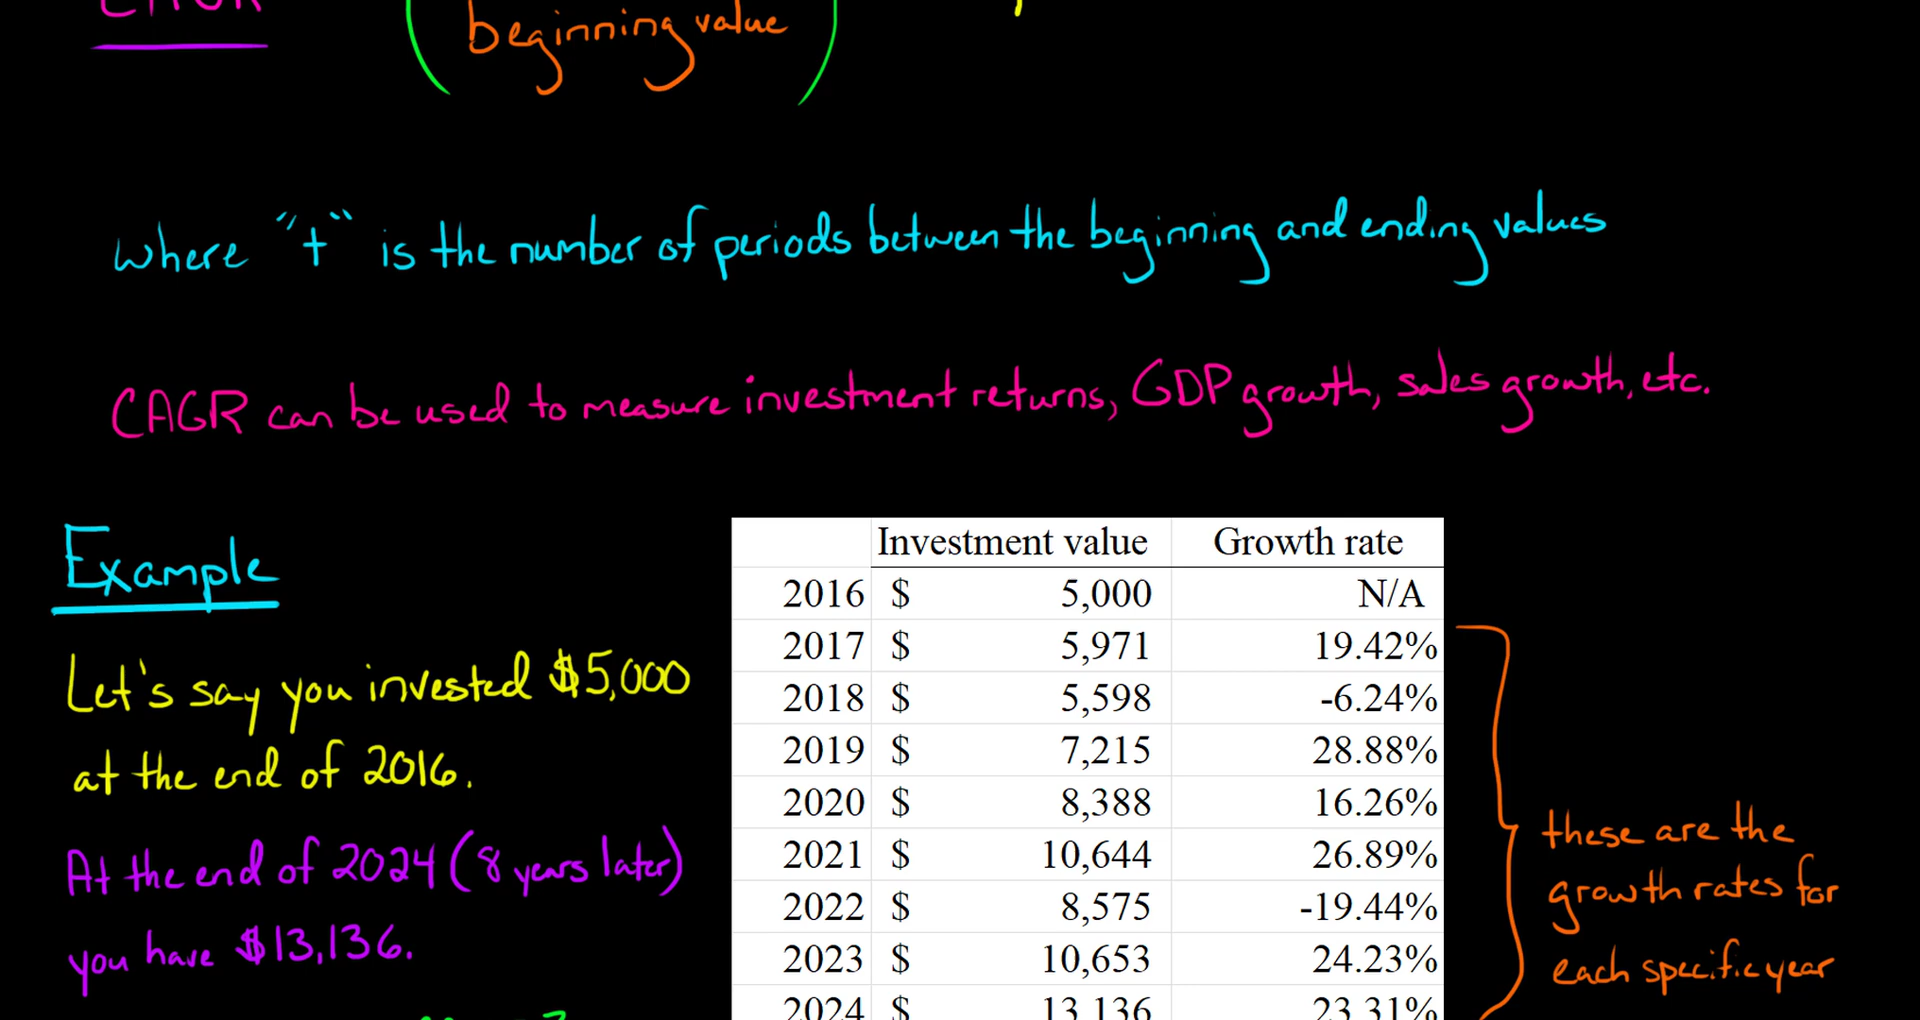 CAGR
beginning value
where "t" is the number of periods between the beginning and ending values
CAGR can be used to measure investment returns, GDP growth, sales growth, etc.
Example
Let's say you invested $5,000
at the end of 2016.
At the end of 2024 (8 years later)
you have $13,136.
Investment value Growth rate
2016 $ 5,000 N/A
2017 $ 5,971 19.42%
2018 $ 5,598 -6.24%
2019 $ 7,215 28.88%
2020 $ 8,388 16.26%
2021 $ 10,644 26.89%
2022 $ 8,575 -19.44%
2023 $ 10,653 24.23%
2024 $ 13,136 23.31%
these are the
growth rates for
each specific year